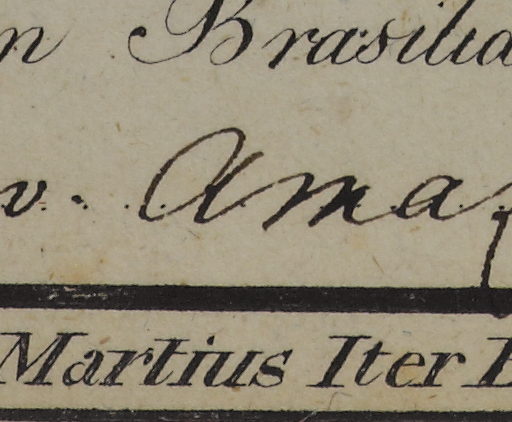 n Brasilia
v. Ama
Martius Iter